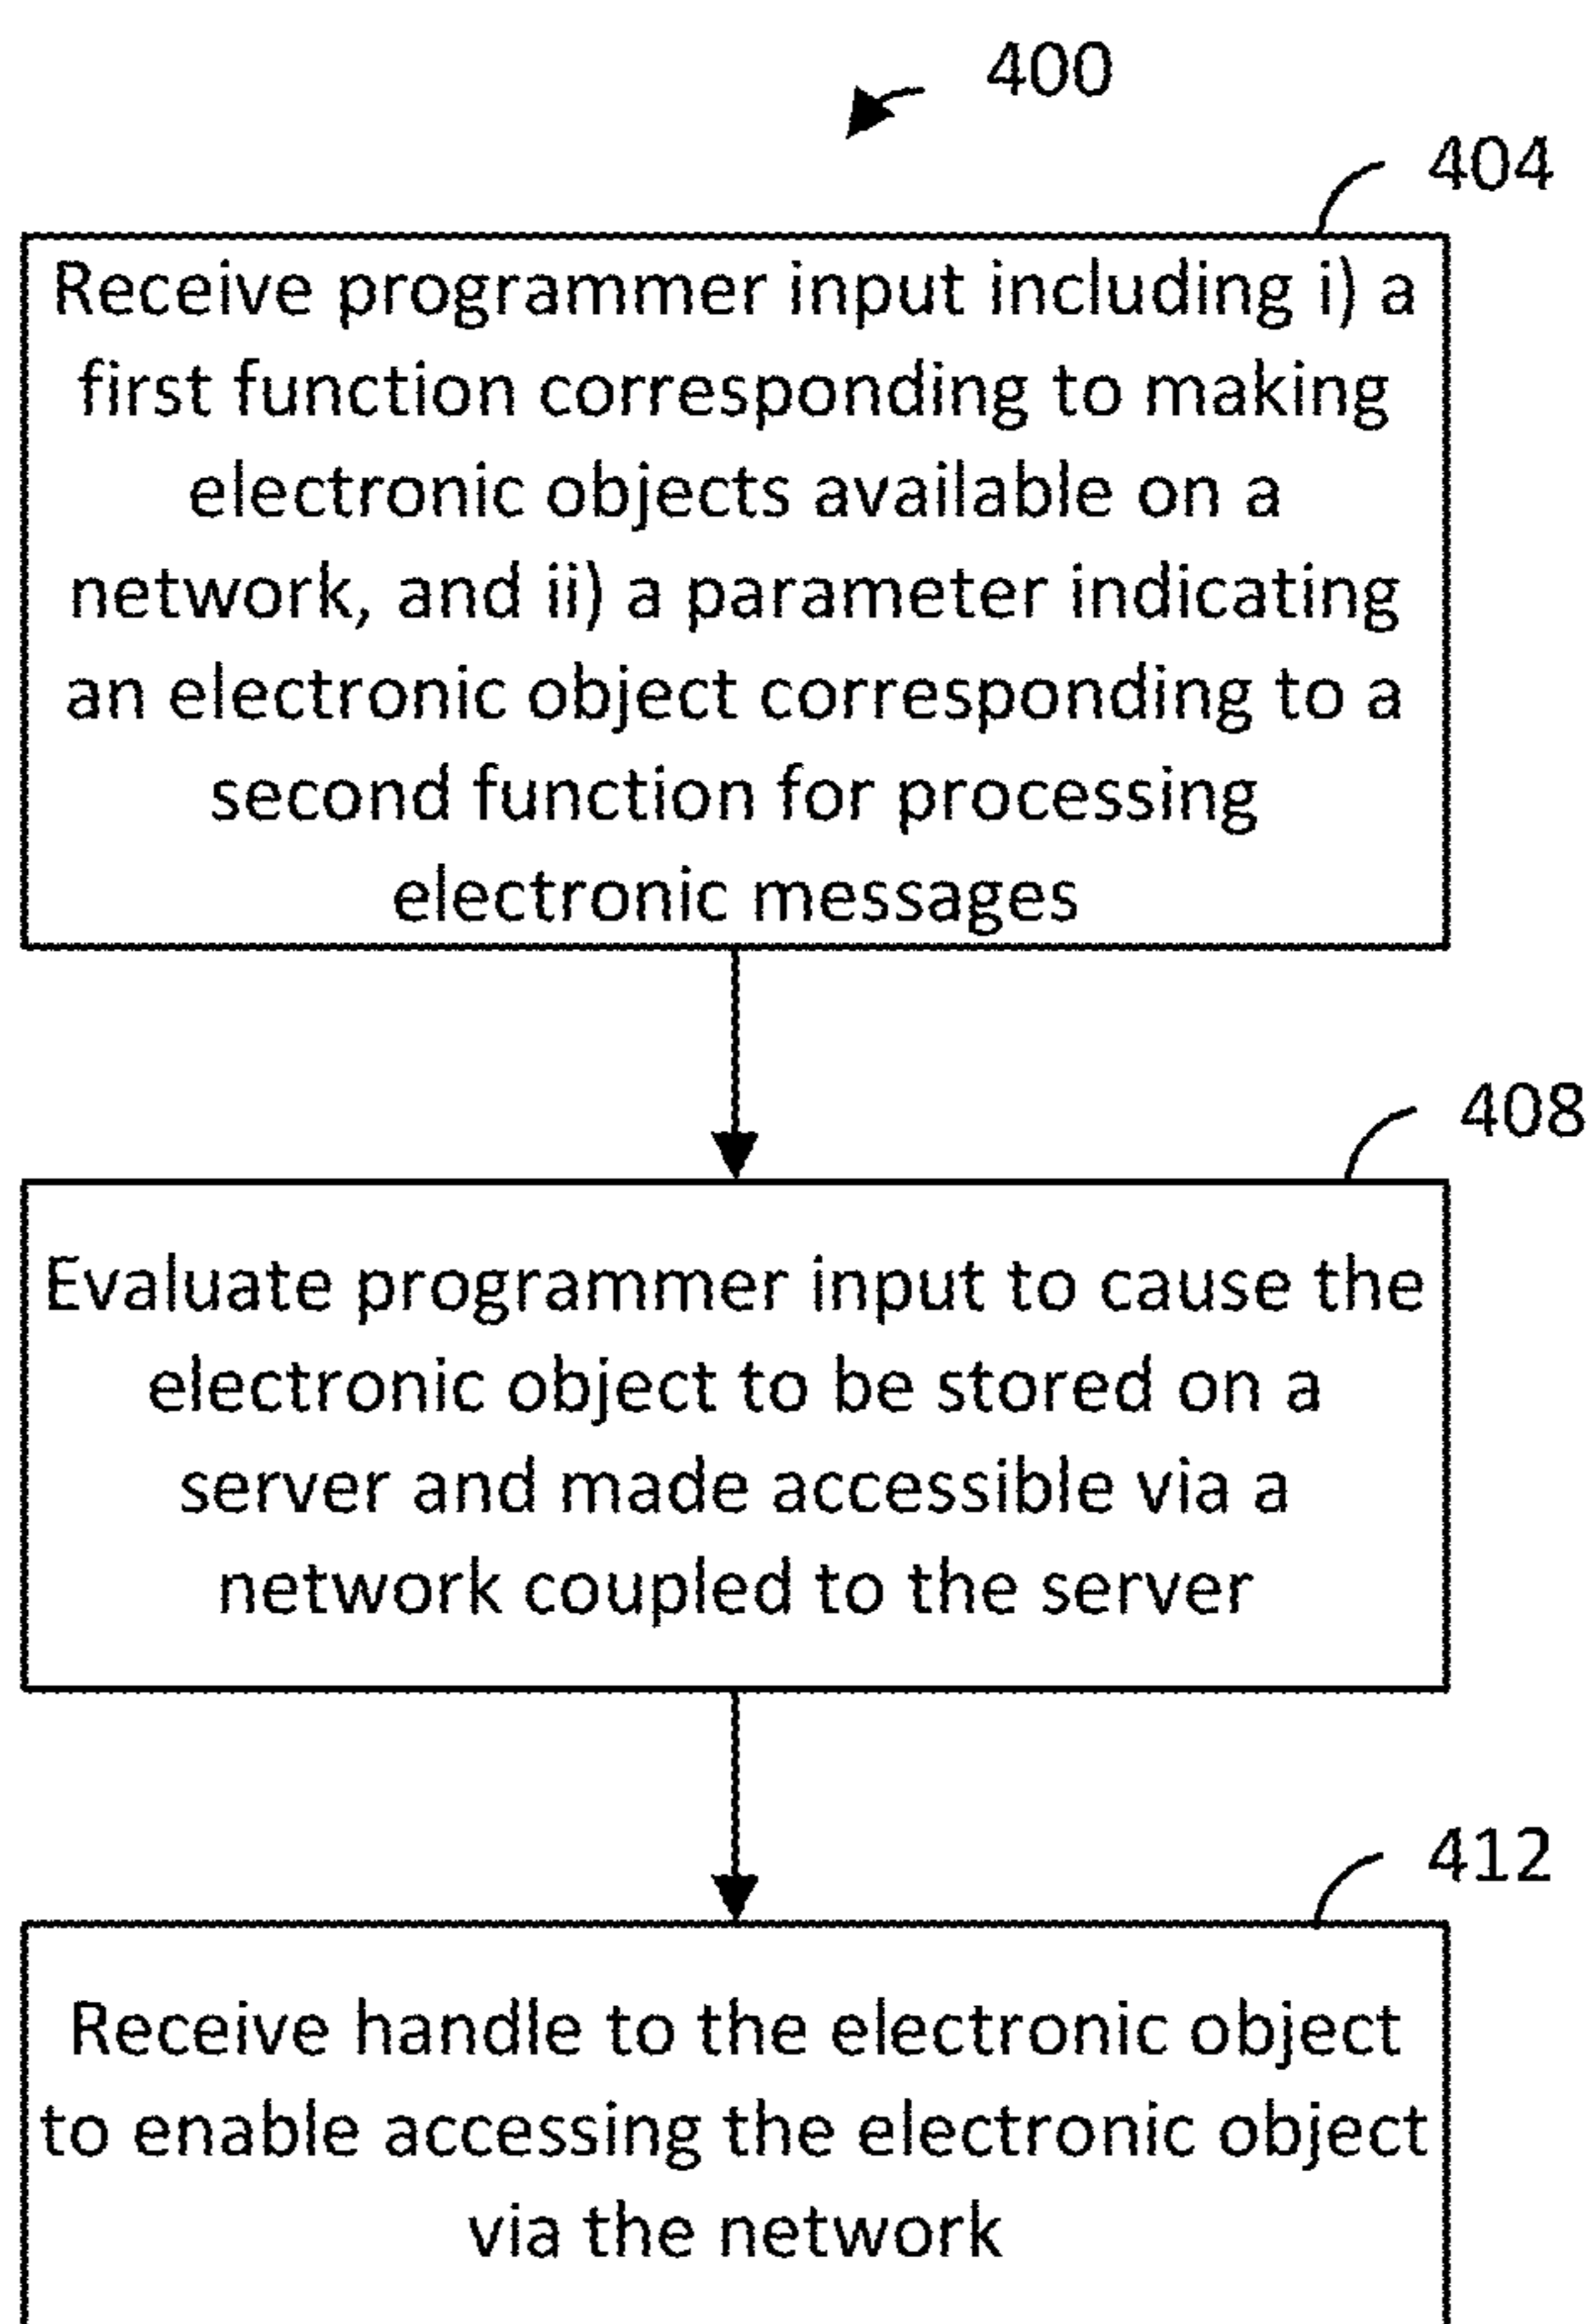 400
404
Receive programmer input including i) a
first function corresponding to making
electronic objects available on a
network, and ii) a parameter indicating
an electronic object corresponding to a
second function for processing
electronic messages
408
Evaluate programmer input to cause the
electronic object to be stored on a
server and made accessible via a
network coupled to the server
412
Receive handle to the electronic object
to enable accessing the electronic object
via the network